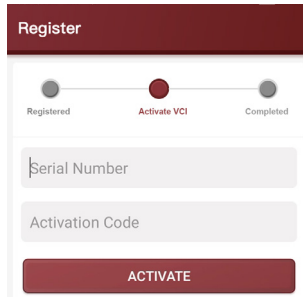 Register
Registered Activate VCI Completed
Serial Number
Activation Code
ACTIVATE